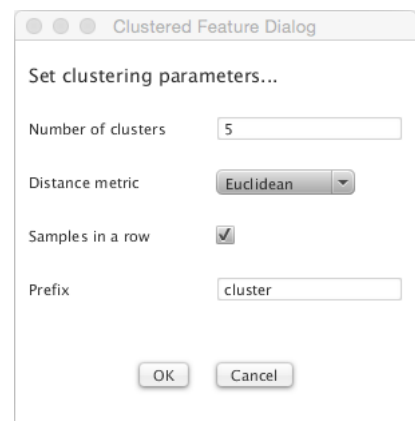 Clustered Feature Dialog
Set clustering parameters...
Number of clusters 5
Distance metric Euclidean
Samples in a row
Prefix cluster
OK Cancel